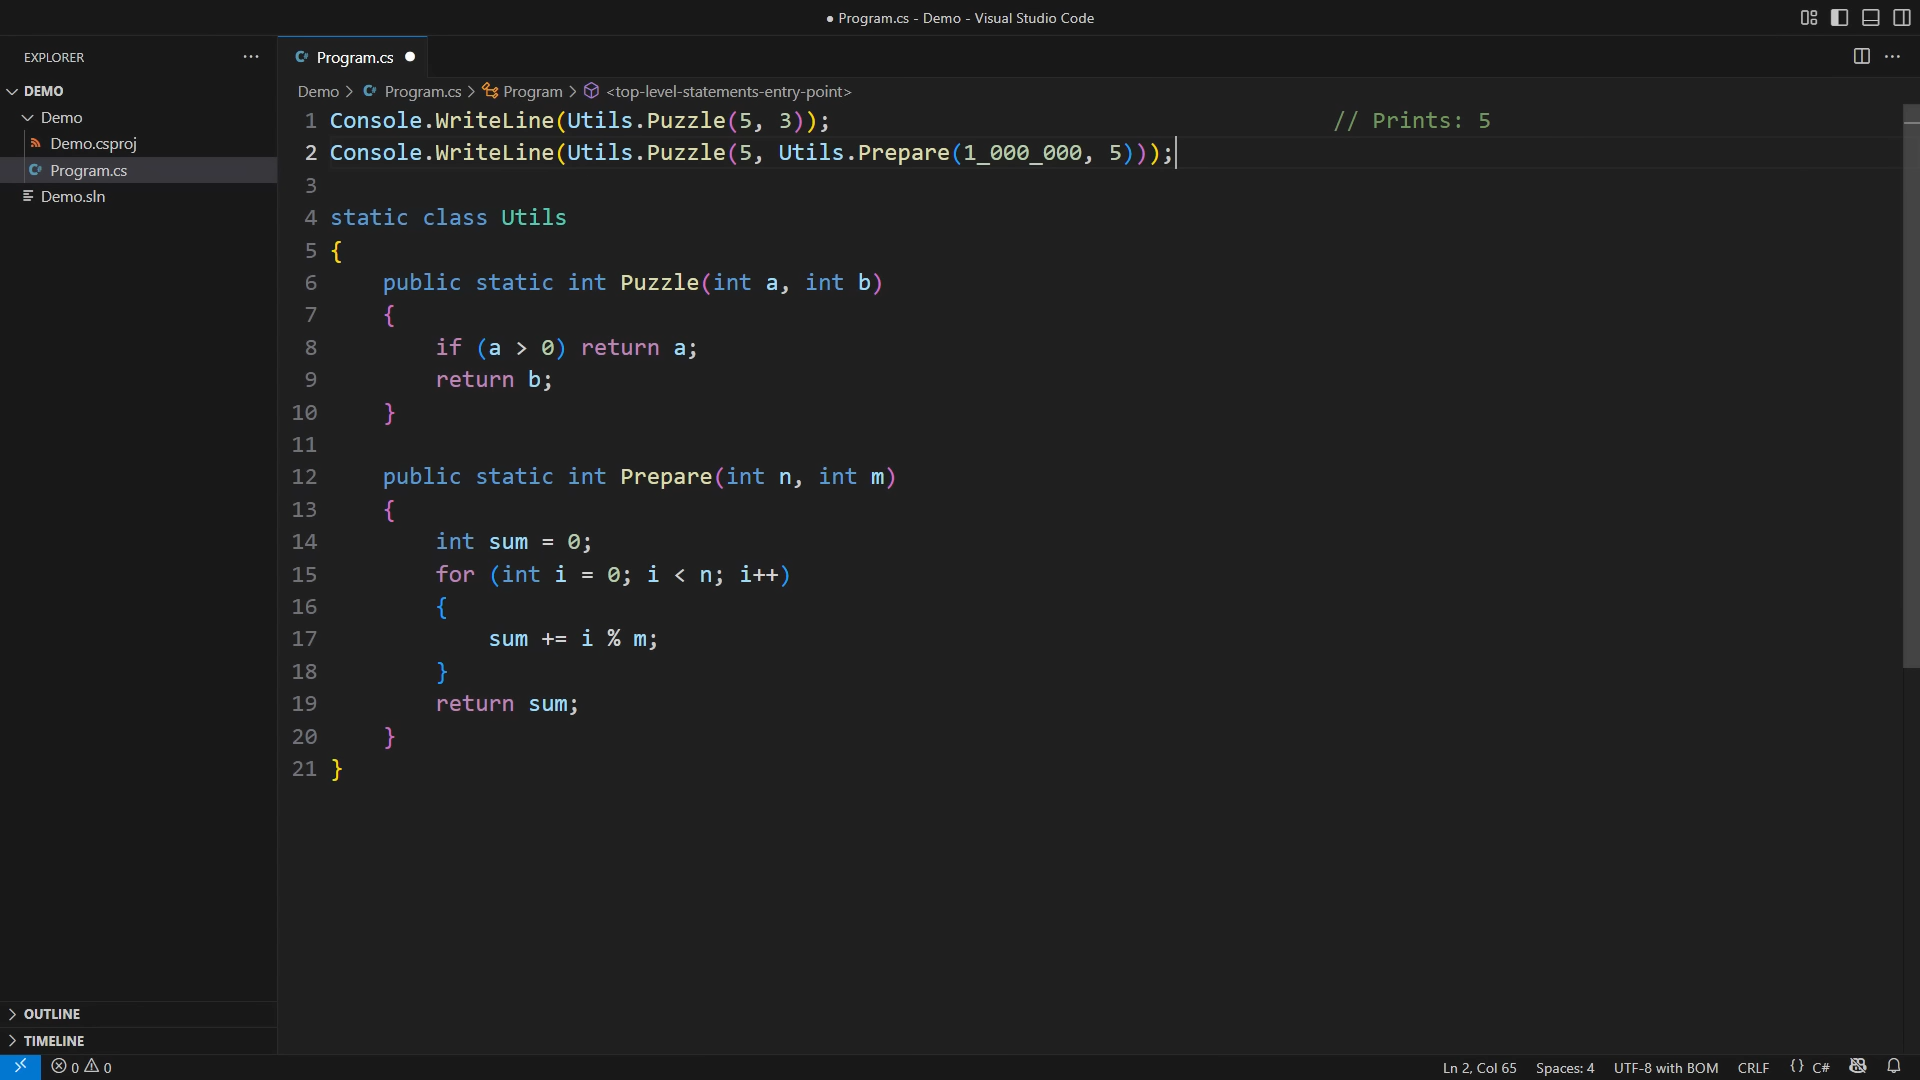 ● Program.cs - Demo - Visual Studio Code
EXPLORER
DEMO
Demo
Demo.csproj
Program.cs
Demo.sln
OUTLINE
TIMELINE
Program.cs
Demo > Program.cs > Program > <top-level-statements-entry-point>
1 Console.WriteLine(Utils.Puzzle(5, 3)); // Prints: 5
2 Console.WriteLine(Utils.Puzzle(5, Utils.Prepare(1_000_000, 5)));
3
4 static class Utils
5 {
6     public static int Puzzle(int a, int b)
7     {
8         if (a > 0) return a;
9         return b;
10     }
11
12     public static int Prepare(int n, int m)
13     {
14         int sum = 0;
15         for (int i = 0; i < n; i++)
16         {
17             sum += i % m;
18         }
19         return sum;
20     }
21 }
0 0
Ln 2, Col 65 Spaces: 4 UTF-8 with BOM CRLF {} C#